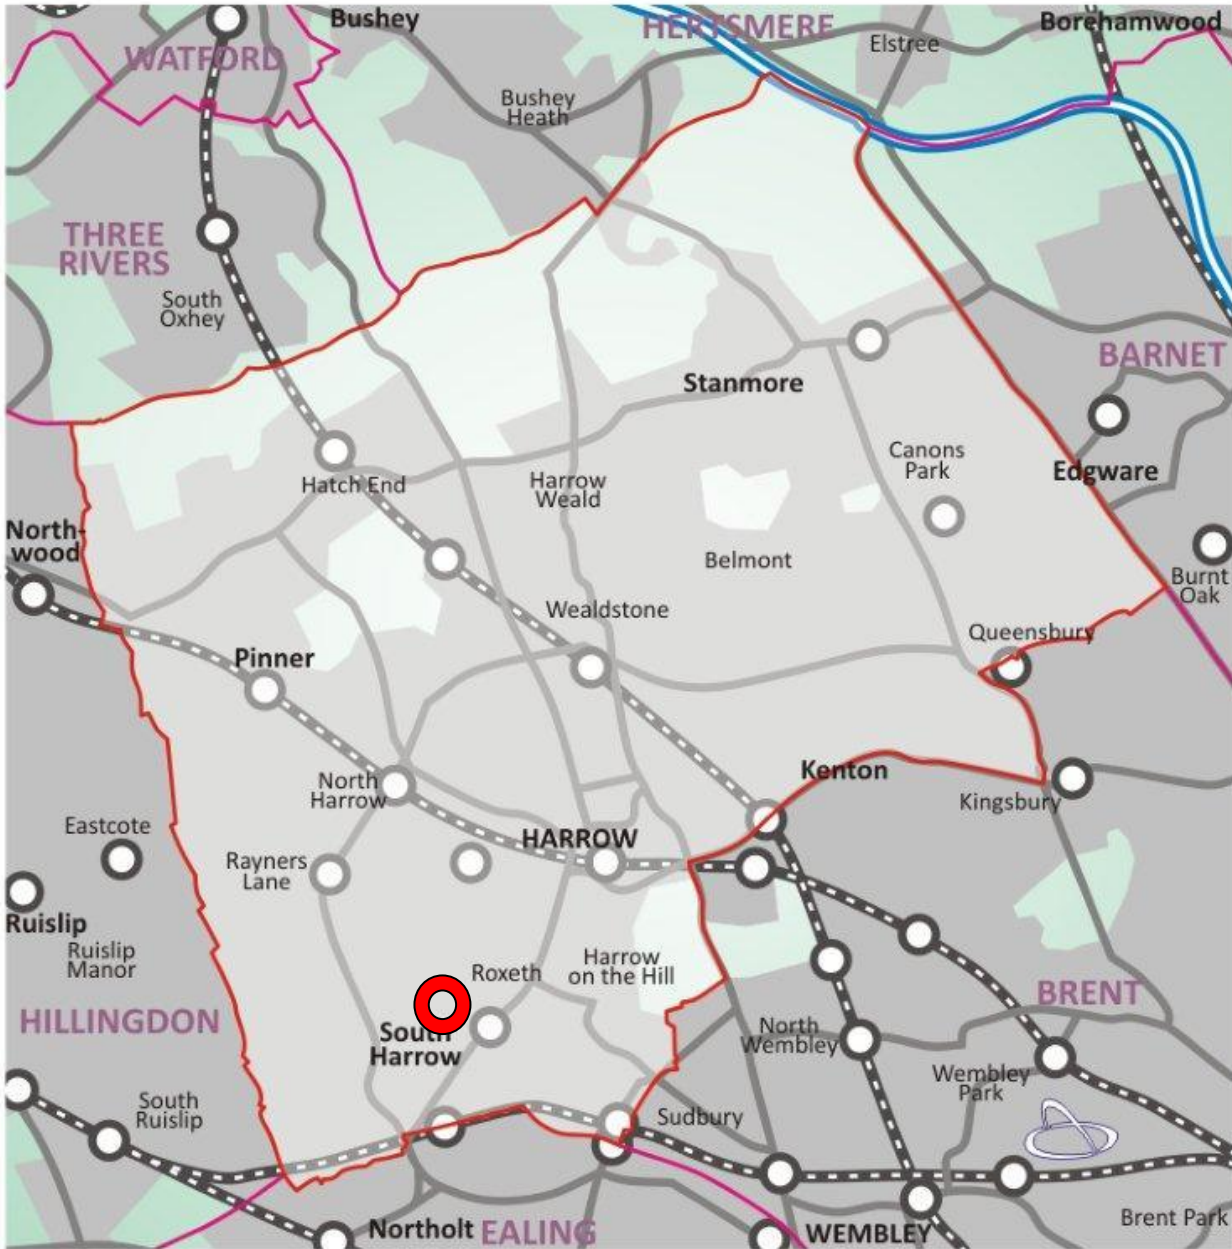 Bushey
HERTSMERE
Borehamwood
Elstree
WATFORD
Bushey
Heath
THREE
RIVERS
South
Oxhey
BARNET
Stanmore
Edgware
Canons
Park
Hatch End
Harrow
Weald
North-
wood
Belmont
Burnt
Oak
Wealdstone
Queensbury
Pinner
Kenton
North
Harrow
Kingsbury
Eastcote
HARROW
Rayners
Lane
Ruislip
Ruislip
Manor
Roxeth
Harrow
on the Hill
HILLINGDON
BRENT
South
Harrow
North
Wembley
Wembley
Park
South
Ruislip
Sudbury
Northolt
EALING
WEMBLEY
Brent Park